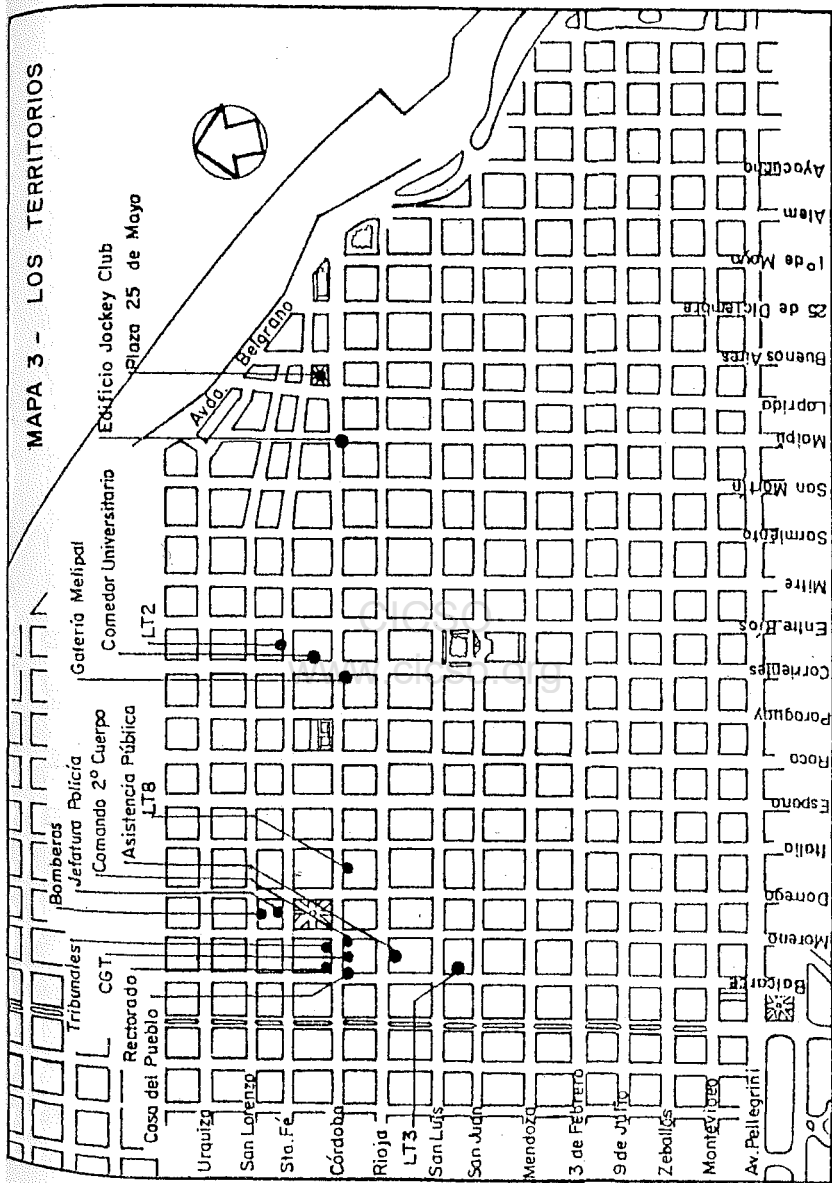 MAPA 3 - LOS TERRITORIOS
Edificio Jockey Club
Plaza 25 de Mayo
Avda. Belgrano
Galería Melipal
Comedor Universitario
LT2
Bomberos
Jefatura Policía
Comando 2º Cuerpo
Asistencia Pública
LT8
Tribunales
CGT
Rectorado
Casa del Pueblo
Urquiza
San Lorenzo
Sta. Fé
Córdoba
Rioja
LT3
San Luis
San Juan
Mendoza
3 de Febrero
9 de Julio
Zeballos
Montevideo
Av. Pellegrini
Ayacucho
Alem
1º de Mayo
25 de Diciembre
Buenos Aires
Laprida
Maipú
San Martín
Sarmiento
Mitre
Entre Ríos
Corrientes
Paraguay
Roca
España
Italia
Dorrego
Moreno
Balcarce
CICSO
www.cicso.org